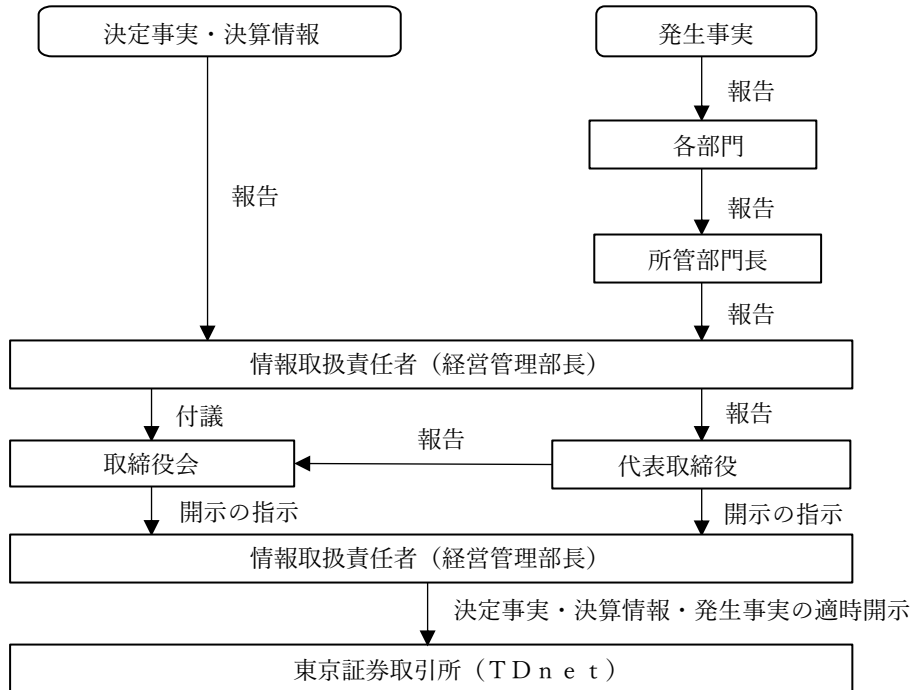 決定事実・決算情報
発生事実
報告
各部門
報告
報告
所管部門長
報告
情報取扱責任者（経営管理部長）
付議
報告
報告
取締役会
代表取締役
開示の指示
開示の指示
情報取扱責任者（経営管理部長）
決定事実・決算情報・発生事実の適時開示
東京証券取引所（ＴＤｎｅｔ）